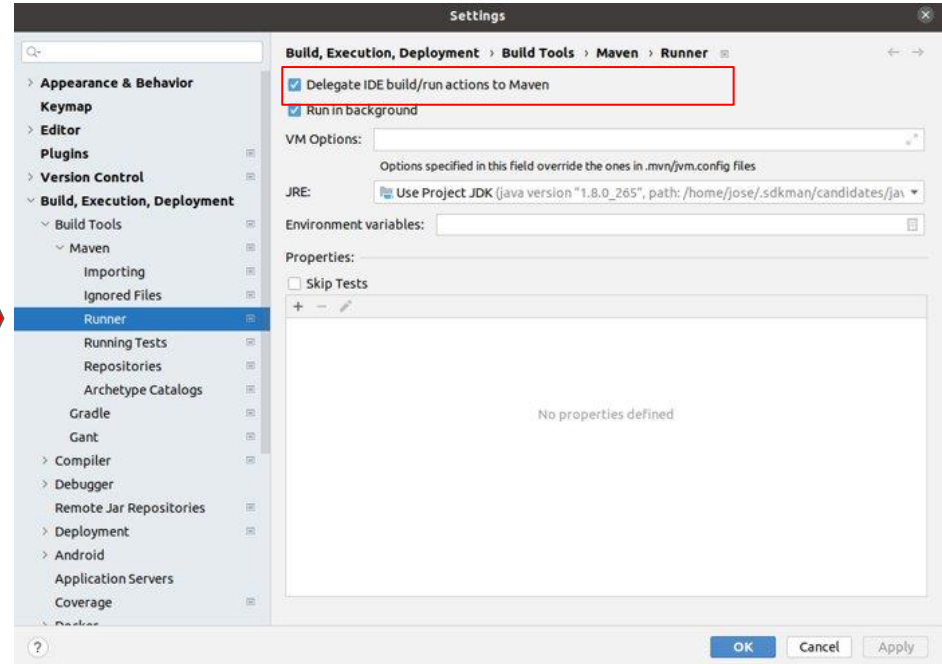 Settings
Build, Execution, Deployment › Build Tools › Maven › Runner
Appearance & Behavior
Keymap
Editor
Plugins
Version Control
Build, Execution, Deployment
Build Tools
Maven
Importing
Ignored Files
Runner
Running Tests
Repositories
Archetype Catalogs
Gradle
Gant
Compiler
Debugger
Remote Jar Repositories
Deployment
Android
Application Servers
Coverage
Docker
Delegate IDE build/run actions to Maven
Run in background
VM Options:
Options specified in this field override the ones in .mvn/jvm.config files
JRE: Use Project JDK (java version "1.8.0_265", path: /home/jose/.sdkman/candidates/jav
Environment variables:
Properties:
Skip Tests
No properties defined
? OK Cancel Apply